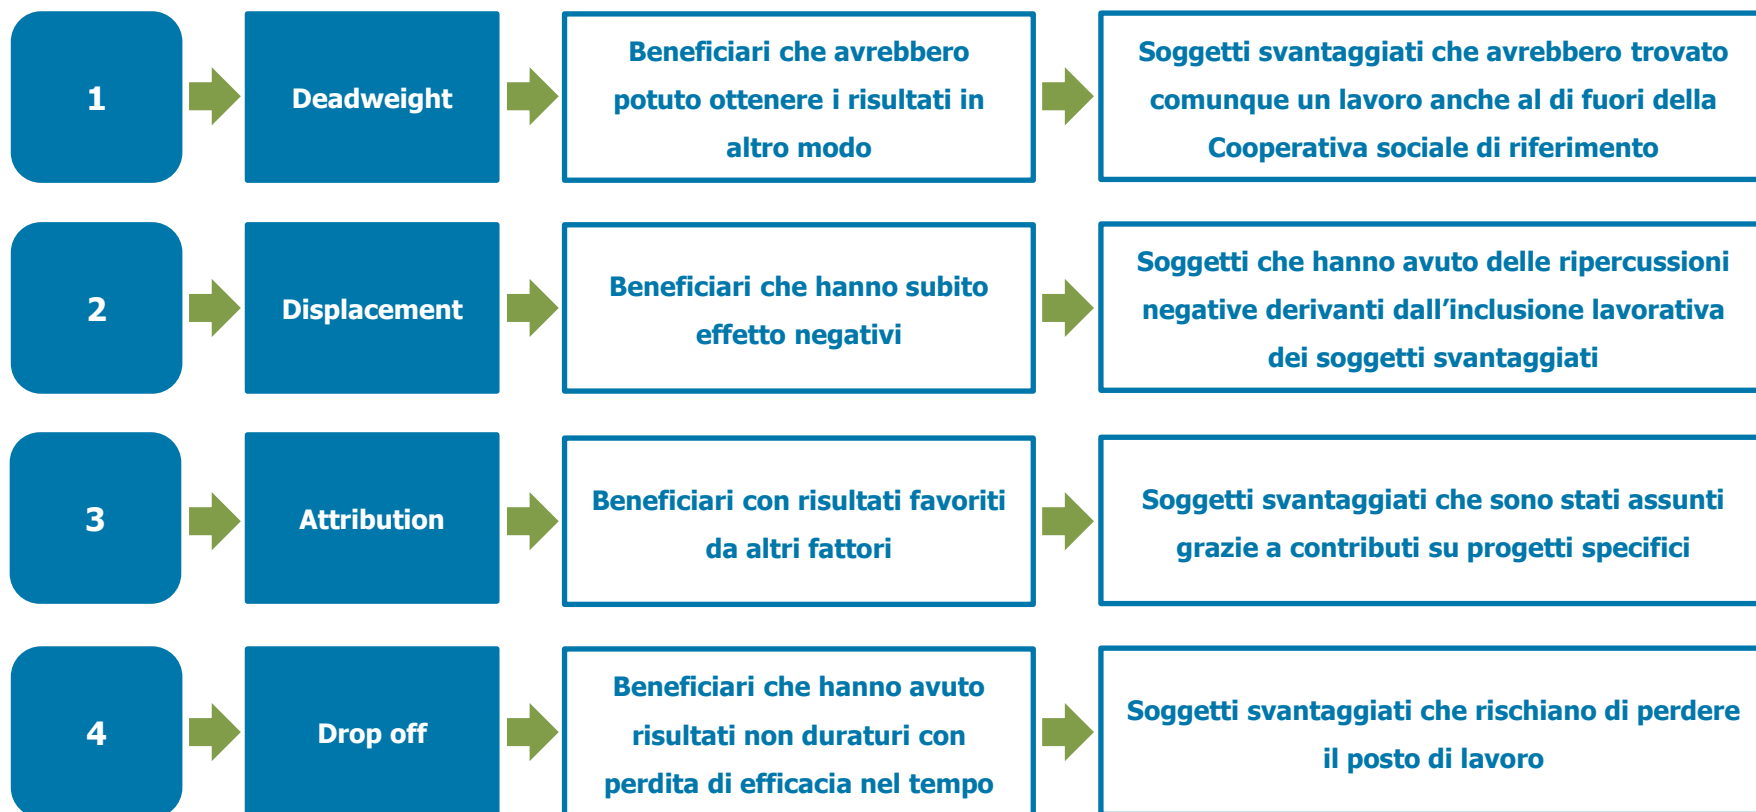 1
Deadweight
Beneficiari che avrebbero
potuto ottenere i risultati in
altro modo
Soggetti svantaggiati che avrebbero trovato
comunque un lavoro anche al di fuori della
Cooperativa sociale di riferimento
2
Displacement
Beneficiari che hanno subito
effetto negativi
Soggetti che hanno avuto delle ripercussioni
negative derivanti dall’inclusione lavorativa
dei soggetti svantaggiati
3
Attribution
Beneficiari con risultati favoriti
da altri fattori
Soggetti svantaggiati che sono stati assunti
grazie a contributi su progetti specifici
4
Drop off
Beneficiari che hanno avuto
risultati non duraturi con
perdita di efficacia nel tempo
Soggetti svantaggiati che rischiano di perdere
il posto di lavoro